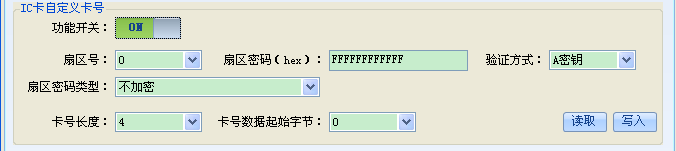 IC卡自定义卡号
功能开关： ON
扇区号： 0 扇区密码（hex）： FFFFFFFFFFFF 验证方式： A密钥
扇区密码类型： 不加密
卡号长度： 4 卡号数据起始字节： 0 读取 写入